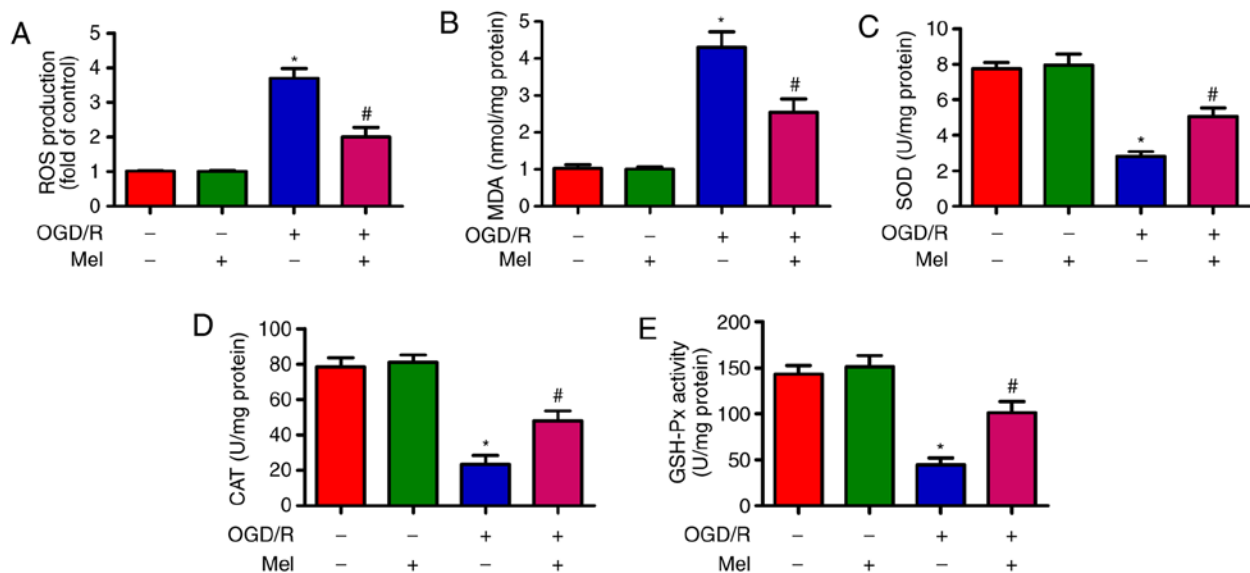 A
ROS production
(fold of control)
5
4
3
2
1
0
*
#
OGD/R − − + +
Mel − + − +
B
MDA (nmol/mg protein)
5
4
3
2
1
0
*
#
OGD/R − − + +
Mel − + − +
C
SOD (U/mg protein)
10
8
6
4
2
0
*
#
OGD/R − − + +
Mel − + − +
D
CAT (U/mg protein)
100
80
60
40
20
0
*
#
OGD/R − − + +
Mel − + − +
E
GSH-Px activity
(U/mg protein)
200
150
100
50
0
*
#
OGD/R − − + +
Mel − + − +